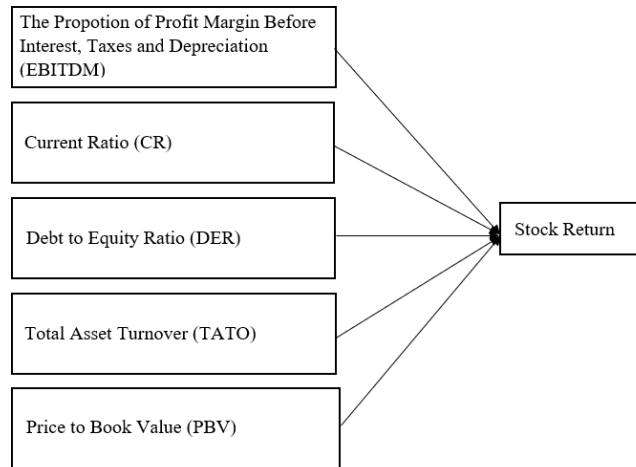 The Propotion of Profit Margin Before
Interest, Taxes and Depreciation
(EBITDM)
Current Ratio (CR)
Debt to Equity Ratio (DER)
Stock Return
Total Asset Turnover (TATO)
Price to Book Value (PBV)